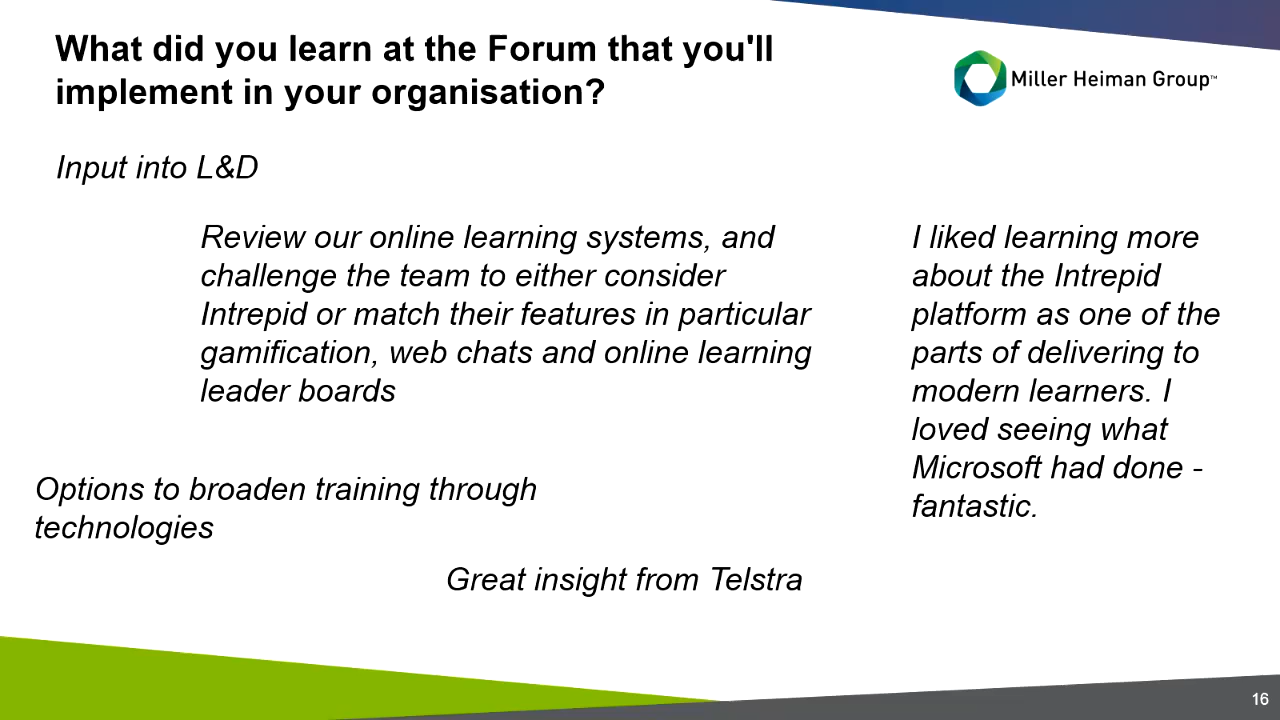 What did you learn at the Forum that you'll
implement in your organisation?
Miller Heiman Group™
Input into L&D
Review our online learning systems, and
challenge the team to either consider
Intrepid or match their features in particular
gamification, web chats and online learning
leader boards
I liked learning more
about the Intrepid
platform as one of the
parts of delivering to
modern learners. I
loved seeing what
Microsoft had done -
fantastic.
Options to broaden training through
technologies
Great insight from Telstra
16